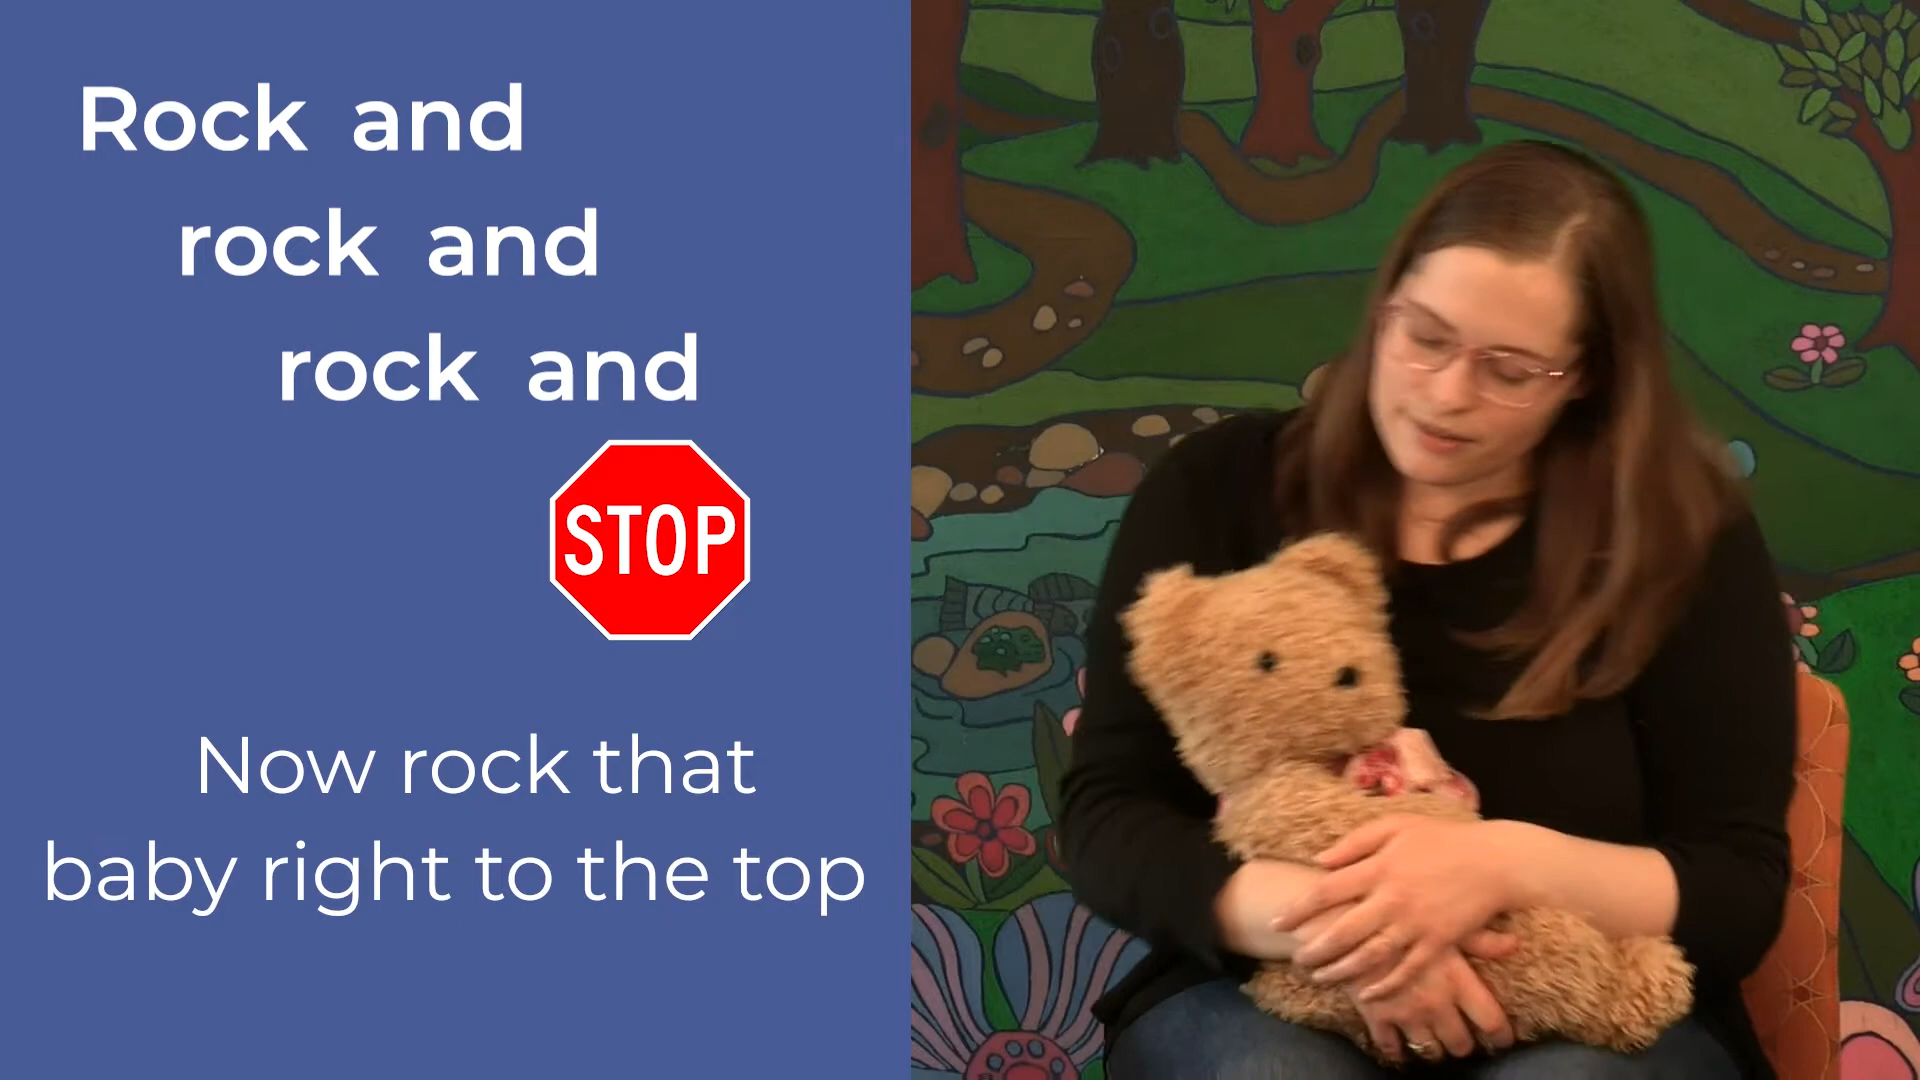 Rock and
rock and
rock and
STOP
Now rock that
baby right to the top